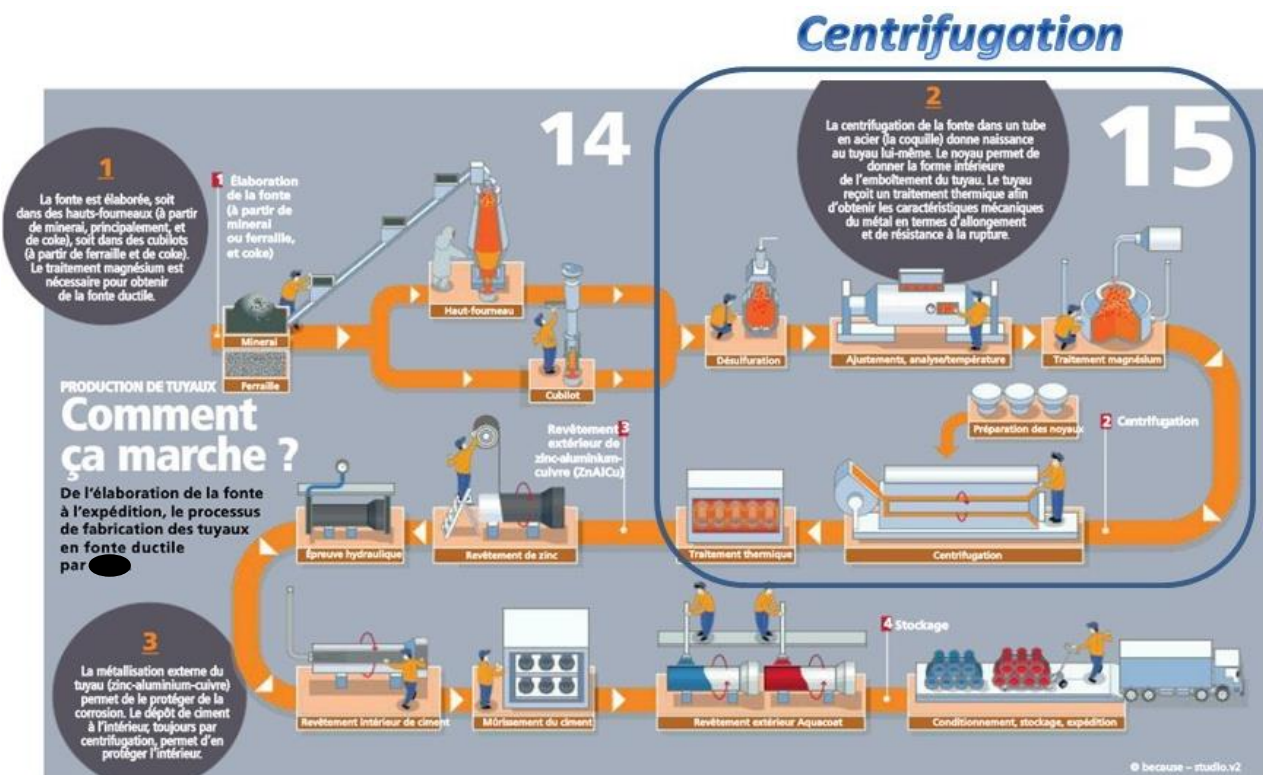 Centrifugation
14
15
1
La fonte est élaborée, soit
dans des hauts-fourneaux (à partir
de minerai, principalement, et
de coke), soit dans des cubilots
(à partir de ferraille et de coke).
Le traitement magnésium est
nécessaire pour obtenir
de la fonte ductile.
1 Élaboration
de la fonte
(à partir de
minerai
ou ferraille,
et coke)
2
La centrifugation de la fonte dans un tube
en acier (la coquille) donne naissance
au tuyau lui-même. Le noyau permet de
donner la forme intérieure
de l'emboîtement du tuyau. Le tuyau
reçoit un traitement thermique afin
d'obtenir les caractéristiques mécaniques
du métal en termes d'allongement
et de résistance à la rupture.
Minerai
Ferraille
Haut-fourneau
Cubilot
Désulfuration
Ajustements, analyse/température
Traitement magnésium
PRODUCTION DE TUYAUX
Comment
ça marche ?
De l'élaboration de la fonte
à l'expédition, le processus
de fabrication des tuyaux
en fonte ductile
par
Préparation des noyaux
2 Centrifugation
Revêtement 3
extérieur de
zinc-aluminium-
cuivre (ZnAlCu)
Épreuve hydraulique
Revêtement de zinc
Traitement thermique
Centrifugation
3
La métallisation externe du
tuyau (zinc-aluminium-cuivre)
permet de le protéger de la
corrosion. Le dépôt de ciment
à l'intérieur, toujours par
centrifugation, permet d'en
protéger l'intérieur.
4 Stockage
Revêtement intérieur de ciment
Mûrissement du ciment
Revêtement extérieur Aquacoat
Conditionnement, stockage, expédition
© because – studio.v2